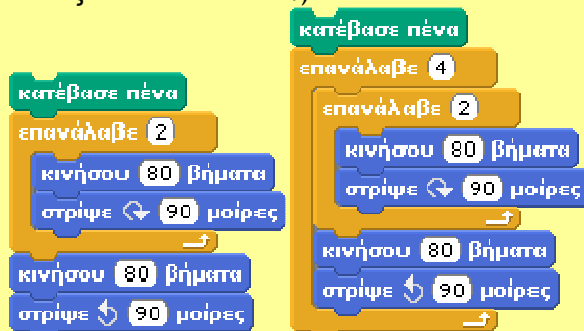 κατέβασε πένα
επανάλαβε 2
κινήσου 80 βήματα
στρίψε 90 μοίρες
κινήσου 80 βήματα
στρίψε 90 μοίρες
κατέβασε πένα
επανάλαβε 4
επανάλαβε 2
κινήσου 80 βήματα
στρίψε 90 μοίρες
κινήσου 80 βήματα
στρίψε 90 μοίρες